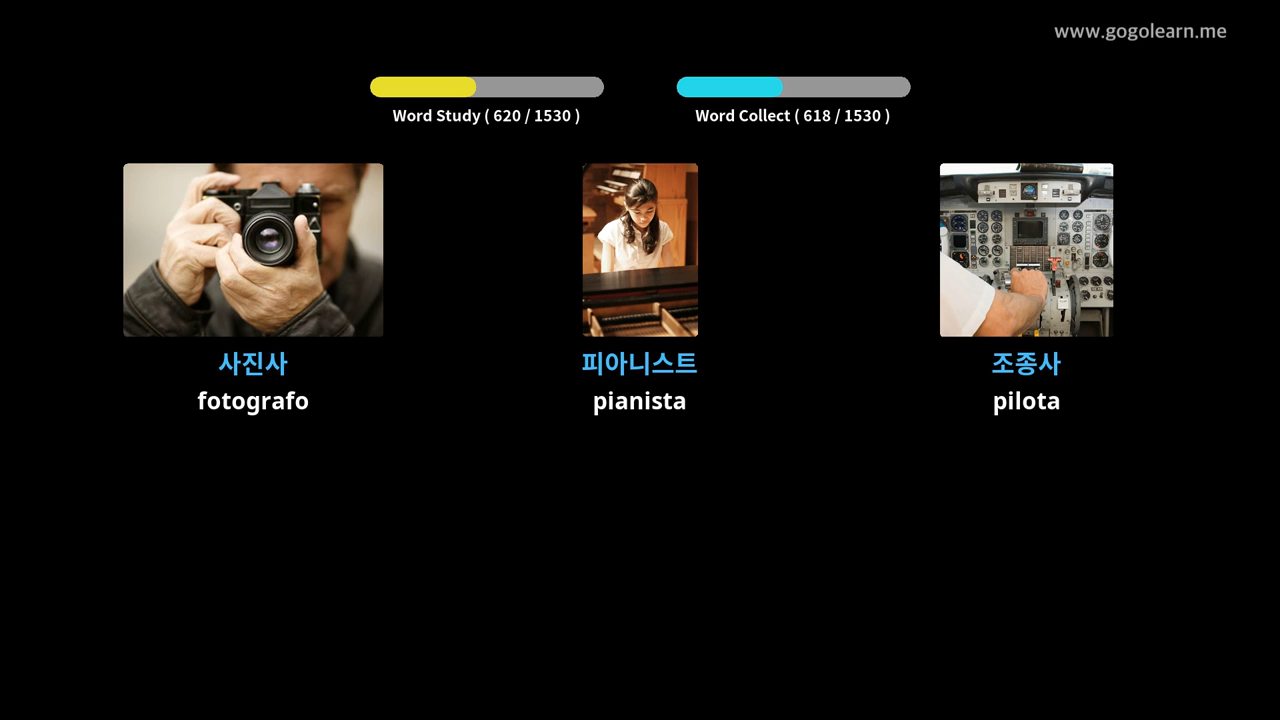 www.gogolearn.me
Word Study ( 620 / 1530 )
Word Collect ( 618 / 1530 )
사진사
fotografo
피아니스트
pianista
조종사
pilota